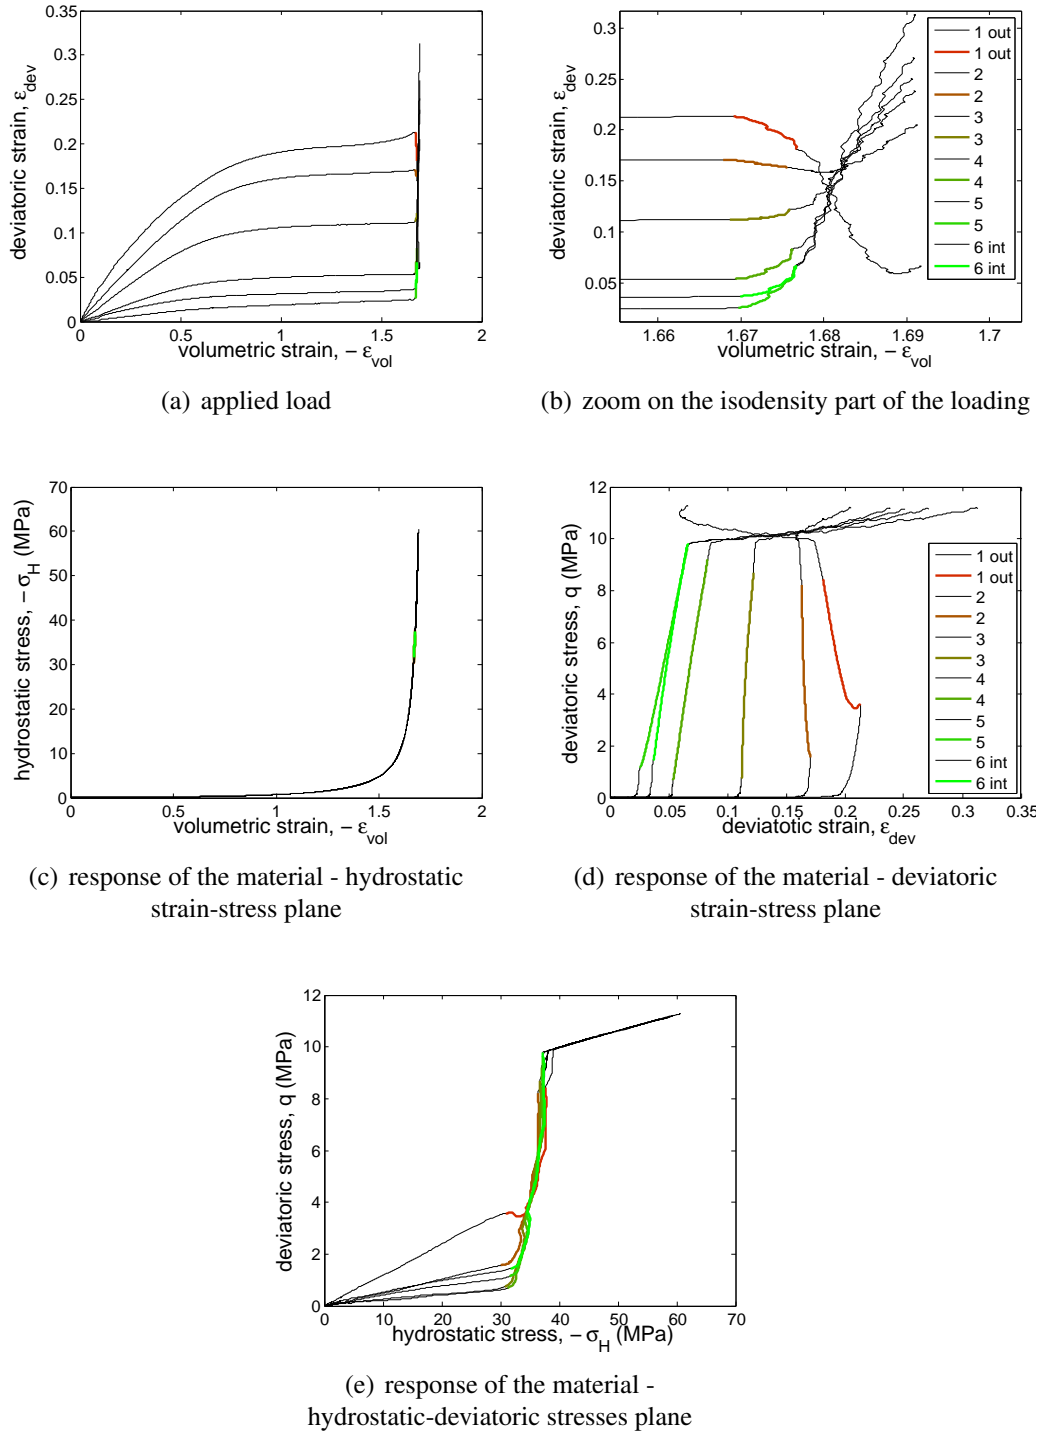 0.35
0.3
0.25
0.2
0.15
0.1
0.05
0
0 0.5 1 1.5 2
deviatoric strain, ε_dev
volumetric strain, − ε_vol
(a) applied load
0.3
0.25
0.2
0.15
0.1
0.05
1.66 1.67 1.68 1.69 1.7
deviatoric strain, ε_dev
volumetric strain, − ε_vol
1 out
1 out
2
2
3
3
4
4
5
5
6 int
6 int
(b) zoom on the isodensity part of the loading
70
60
50
40
30
20
10
0
0 0.5 1 1.5 2
hydrostatic stress, − σ_H (MPa)
volumetric strain, − ε_vol
(c) response of the material - hydrostatic
strain-stress plane
12
10
8
6
4
2
0
0 0.05 0.1 0.15 0.2 0.25 0.3 0.35
deviatoric stress, q (MPa)
deviatotic strain, ε_dev
1 out
1 out
2
2
3
3
4
4
5
5
6 int
6 int
(d) response of the material - deviatoric
strain-stress plane
12
10
8
6
4
2
0
0 10 20 30 40 50 60 70
deviatoric stress, q (MPa)
hydrostatic stress, − σ_H (MPa)
(e) response of the material -
hydrostatic-deviatoric stresses plane